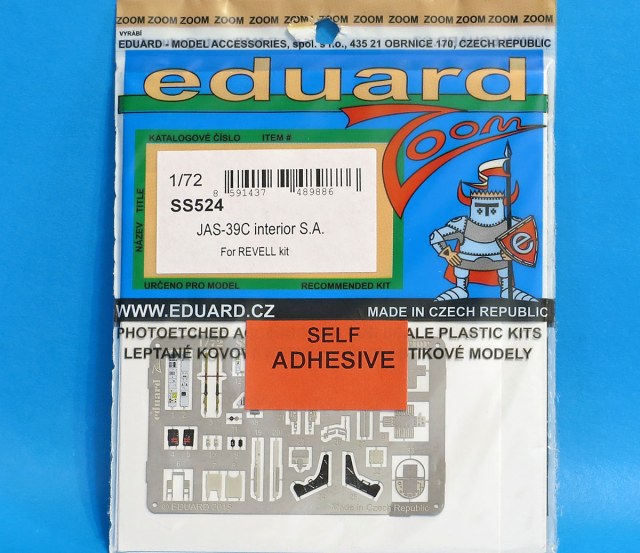 ZOOM ZOOM ZOOM ZOOM ZOOM ZOOM ZOOM ZOOM ZOOM ZOOM
VYRÁBÍ
EDUARD - MODEL ACCESSORIES, spol. s r.o., 435 21 OBRNICE 170, CZECH REPUBLIC
eduard
Zoom
KATALOGOVÉ ČÍSLO ITEM #
NÁZEV TITLE
1/72
8 591437 489886
SS524
JAS-39C interior S.A.
For REVELL kit
e
URČENO PRO MODEL RECOMMENDED KIT
WWW.EDUARD.CZ MADE IN CZECH REPUBLIC
PHOTOETCHED PLASTIC KITS
LEPTANÉ MODELY
SELF
ADHESIVE
eduard
© EDUARD
Made in Czech Republic